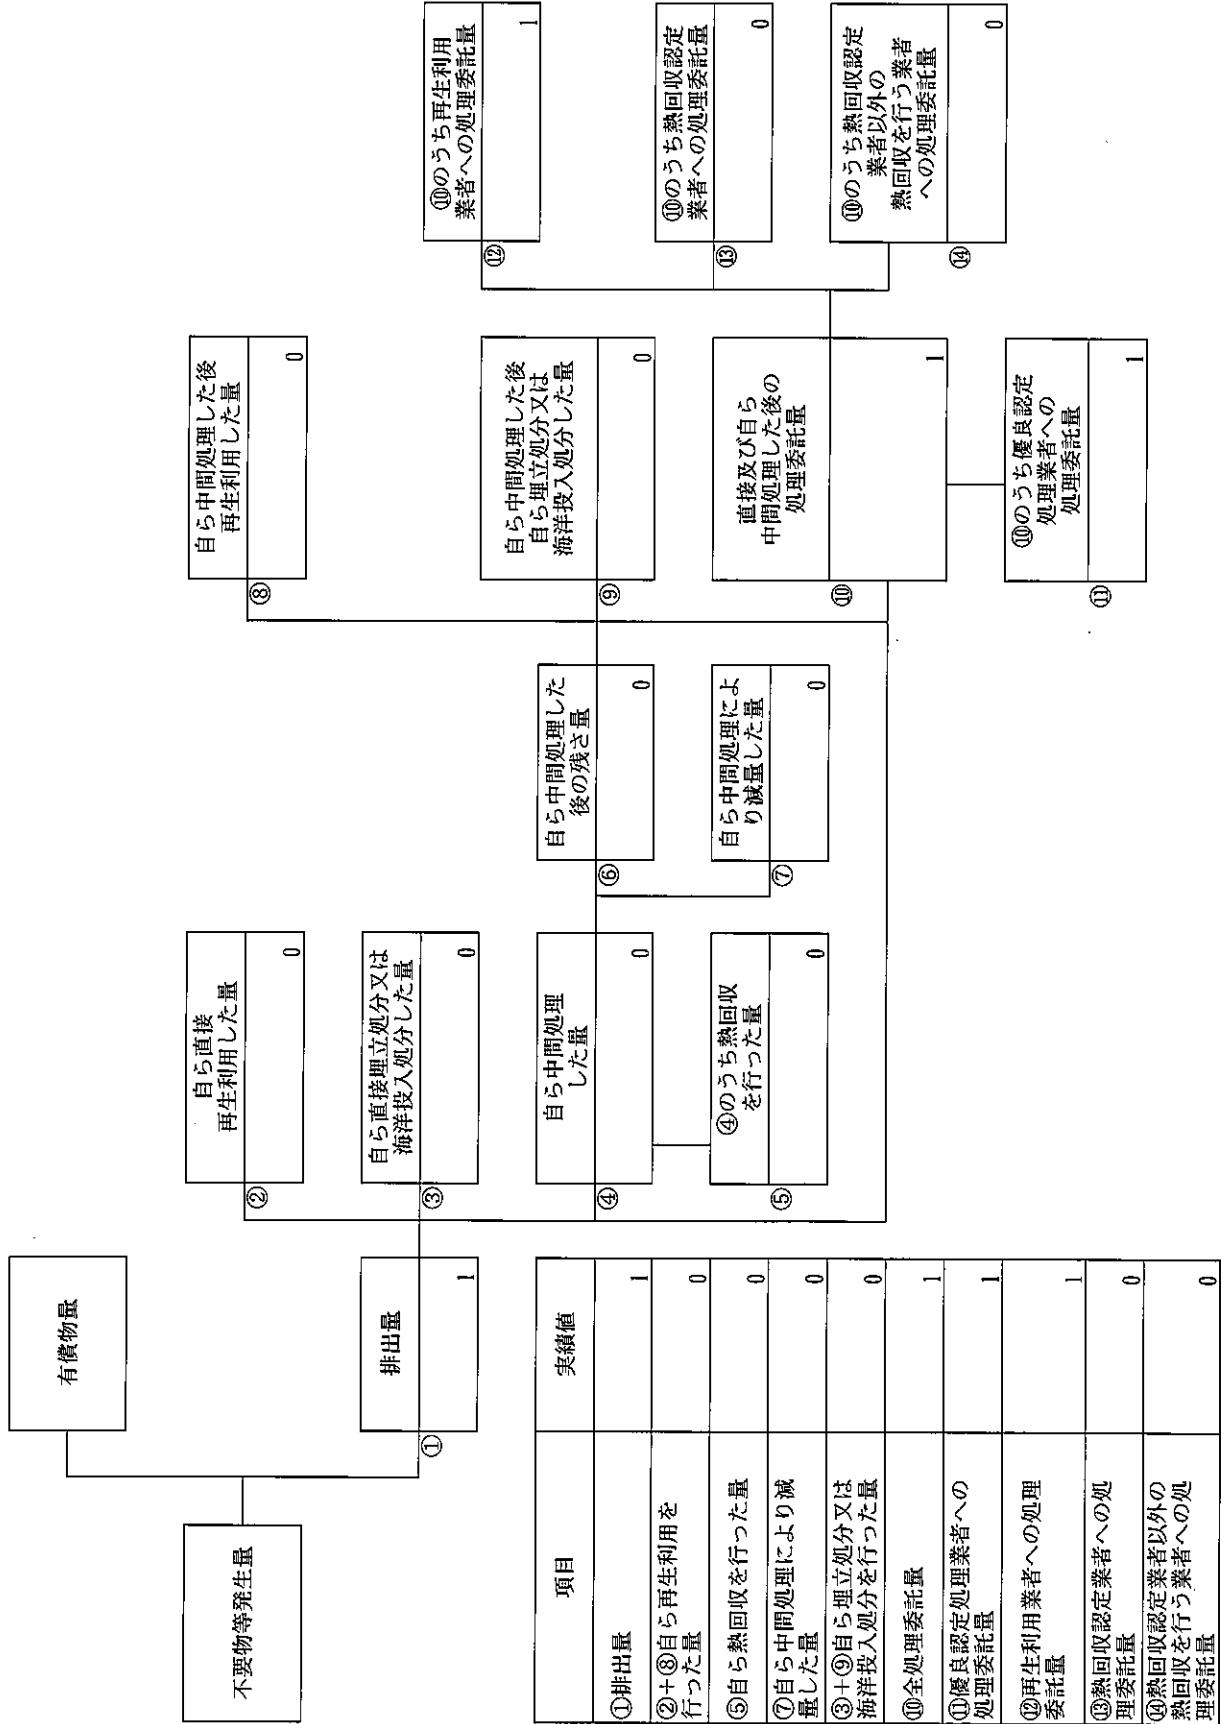 不要物等発生量
有償物量
①
排出量
1
②
自ら直接
再生利用した量
0
③
自ら直接埋立処分又は
海洋投入処分した量
0
④
自ら中間処理
した量
0
⑤
④のうち熱回収
を行った量
0
⑥
自ら中間処理した
後の残さ量
0
⑦
自ら中間処理によ
り減量した量
0
⑧
自ら中間処理した後
再生利用した量
0
⑨
自ら中間処理した後
自ら埋立処分又は
海洋投入処分した量
0
⑩
直接及び自ら
中間処理した後の
処理委託量
1
⑪
⑩のうち優良認定
処理業者への
処理委託量
1
⑫
⑩のうち再生利用
業者への処理委託量
1
⑬
⑩のうち熱回収認定
業者への処理委託量
0
⑭
⑩のうち熱回収認定
業者以外の
熱回収を行う業者
への処理委託量
0
項目 実績値
①排出量 1
②+⑧自ら再生利用を
行った量 0
⑤自ら熱回収を行った量 0
⑦自ら中間処理により減
量した量 0
③+⑨自ら埋立処分又は
海洋投入処分を行った量 0
⑩全処理委託量 1
⑪優良認定処理業者への
処理委託量 1
⑫再生利用業者への処理
委託量 1
⑬熱回収認定業者への処
理委託量 0
⑭熱回収認定業者以外の
熱回収を行う業者への処
理委託量 0